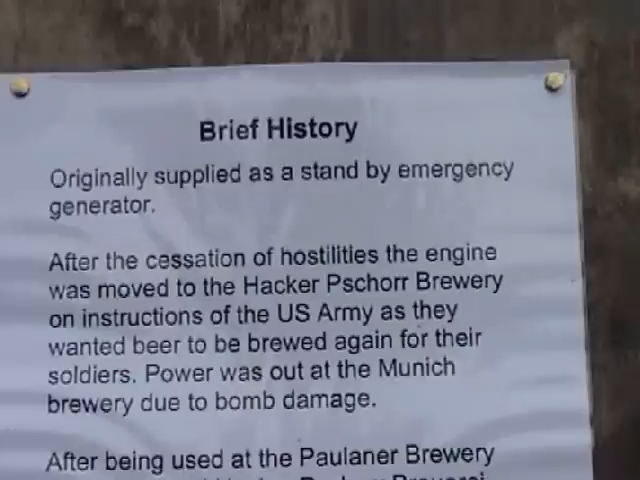 Brief History
Originally supplied as a stand by emergency
generator.
After the cessation of hostilities the engine
was moved to the Hacker Pschorr Brewery
on instructions of the US Army as they
wanted beer to be brewed again for their
soldiers. Power was out at the Munich
brewery due to bomb damage.
After being used at the Paulaner Brewery